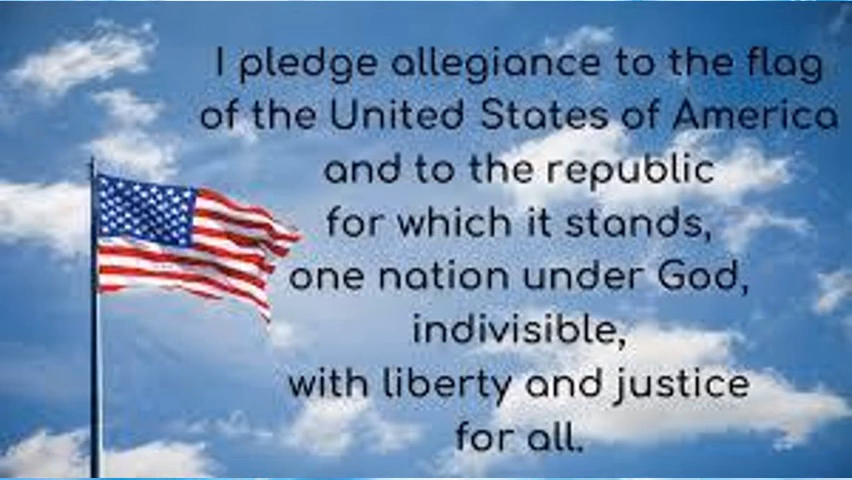 I pledge allegiance to the flag
of the United States of America
and to the republic
for which it stands,
one nation under God,
indivisible,
with liberty and justice
for all.